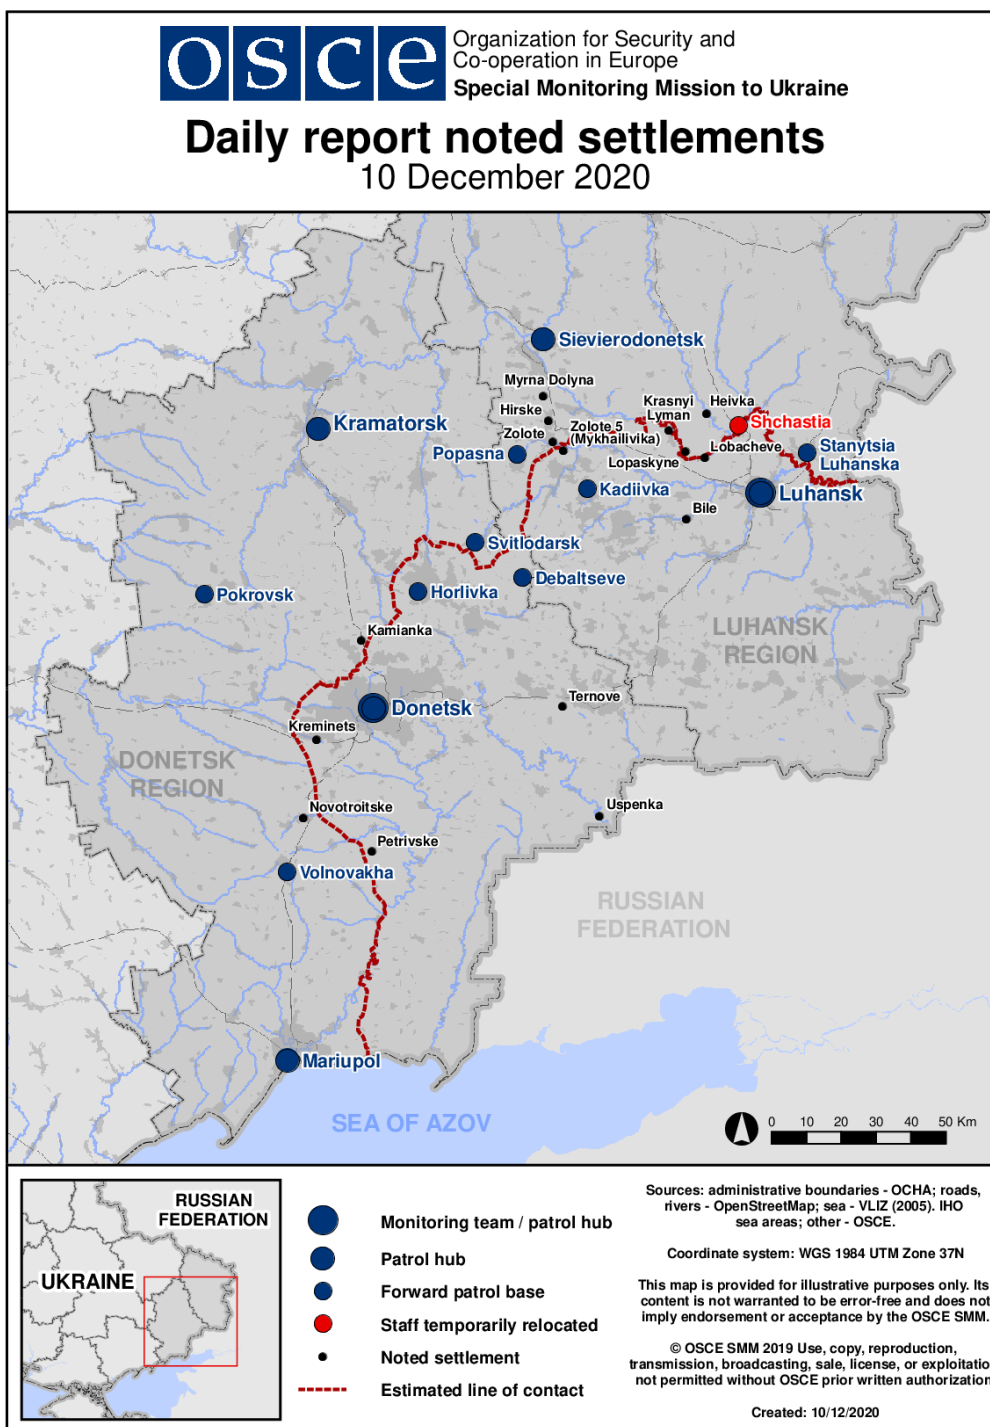 osce
Organization for Security and
Co-operation in Europe
Special Monitoring Mission to Ukraine
Daily report noted settlements
10 December 2020
Sievierodonetsk
Myrna Dolyna
Hirske
Zolote
Zolote 5
(Mykhailivika)
Krasnyi
Lyman
Heivka
Shchastia
Kramatorsk
Popasna
Lopaskyne
Lobacheve
Stanytsia
Luhanska
Kadiivka
Luhansk
Bile
Svitlodarsk
Debaltseve
Horlivka
Pokrovsk
LUHANSK
REGION
Kamianka
Donetsk
Ternove
Kreminets
DONETSK
REGION
Novotroitske
Uspenka
Petrivske
Volnovakha
RUSSIAN
FEDERATION
Mariupol
SEA OF AZOV
0 10 20 30 40 50 Km
RUSSIAN
FEDERATION
UKRAINE
Monitoring team / patrol hub
Patrol hub
Forward patrol base
Staff temporarily relocated
Noted settlement
Estimated line of contact
Sources: administrative boundaries - OCHA; roads,
rivers - OpenStreetMap; sea - VLIZ (2005). IHO
sea areas; other - OSCE.
Coordinate system: WGS 1984 UTM Zone 37N
This map is provided for illustrative purposes only. Its
content is not warranted to be error-free and does not
imply endorsement or acceptance by the OSCE SMM.
© OSCE SMM 2019 Use, copy, reproduction,
transmission, broadcasting, sale, license, or exploitatio
not permitted without OSCE prior written authorization
Created: 10/12/2020